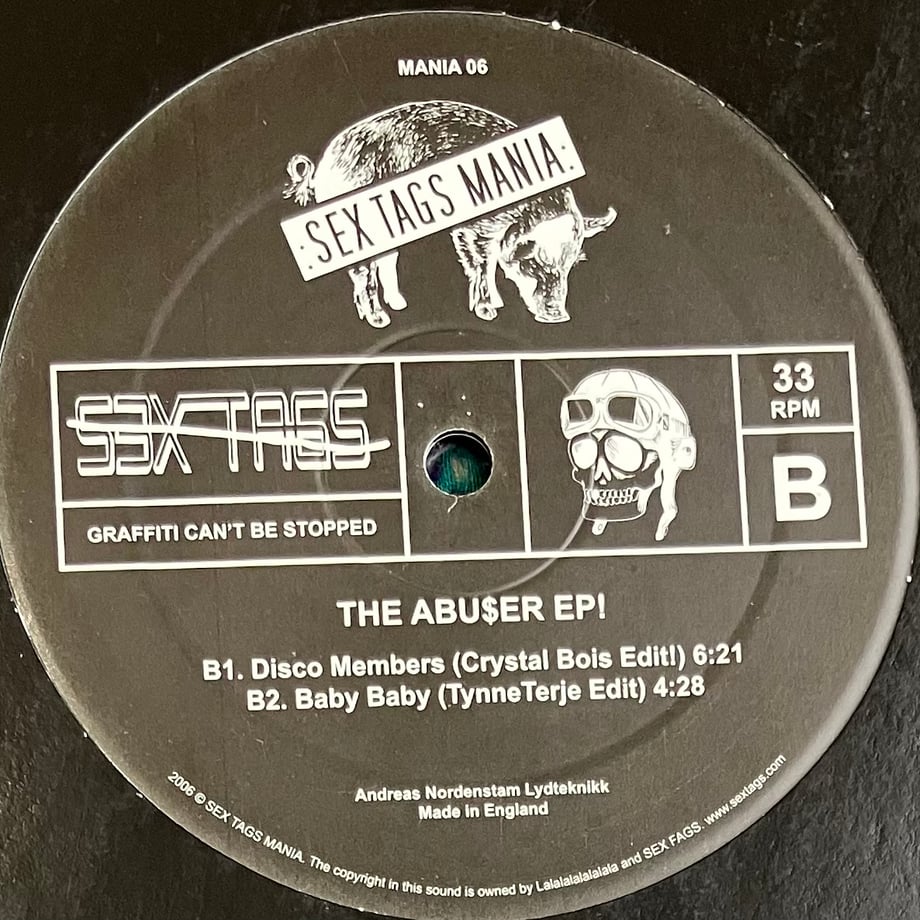 MANIA 06
·SEX TAGS MANIA·
S3X TAGS
GRAFFITI CAN'T BE STOPPED
33
RPM
B
THE ABU$ER EP!
B1. Disco Members (Crystal Bois Edit!) 6:21
B2. Baby Baby (TynneTerje Edit) 4:28
Andreas Nordenstam Lydteknikk
Made in England
2006 © SEX TAGS MANIA. The copyright in this sound is owned by Lalalalalalalala and SEX FAGS. www.sextags.com